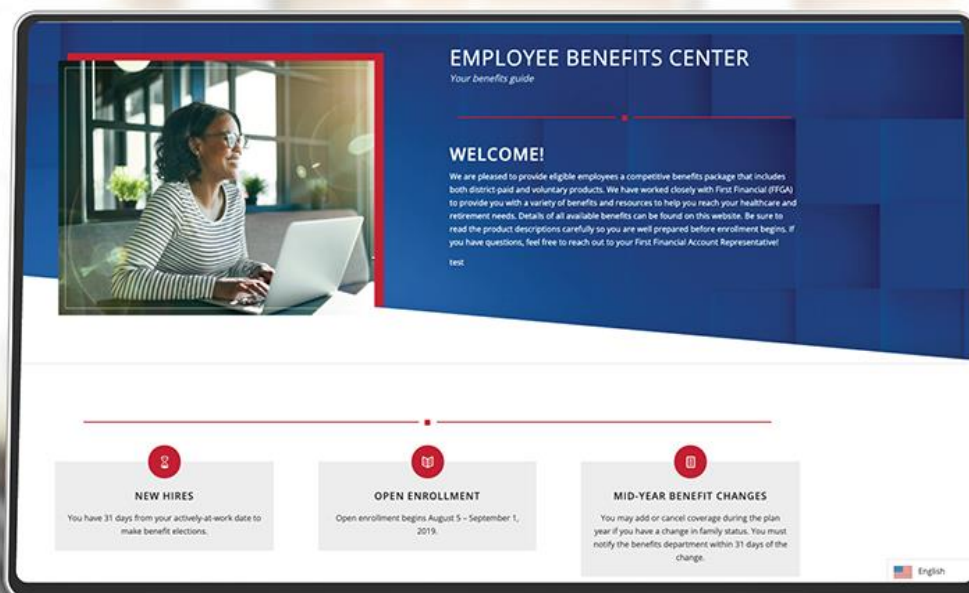 EMPLOYEE BENEFITS CENTER
Your benefits guide
WELCOME!
We are pleased to provide eligible employees a competitive benefits package that includes
both district-paid and voluntary products. We have worked closely with First Financial (FFGA)
to provide you with a variety of benefits and resources to help you reach your healthcare and
retirement needs. Details of all available benefits can be found on this website. Be sure to
read the product descriptions carefully so you are well prepared before enrollment begins. If
you have questions, feel free to reach out to your First Financial Account Representative!
test
NEW HIRES
You have 31 days from your actively-at-work date to
make benefit elections.
OPEN ENROLLMENT
Open enrollment begins August 5 – September 1,
2019.
MID-YEAR BENEFIT CHANGES
You may add or cancel coverage during the plan
year if you have a change in family status. You must
notify the benefits department within 31 days of the
change.
English